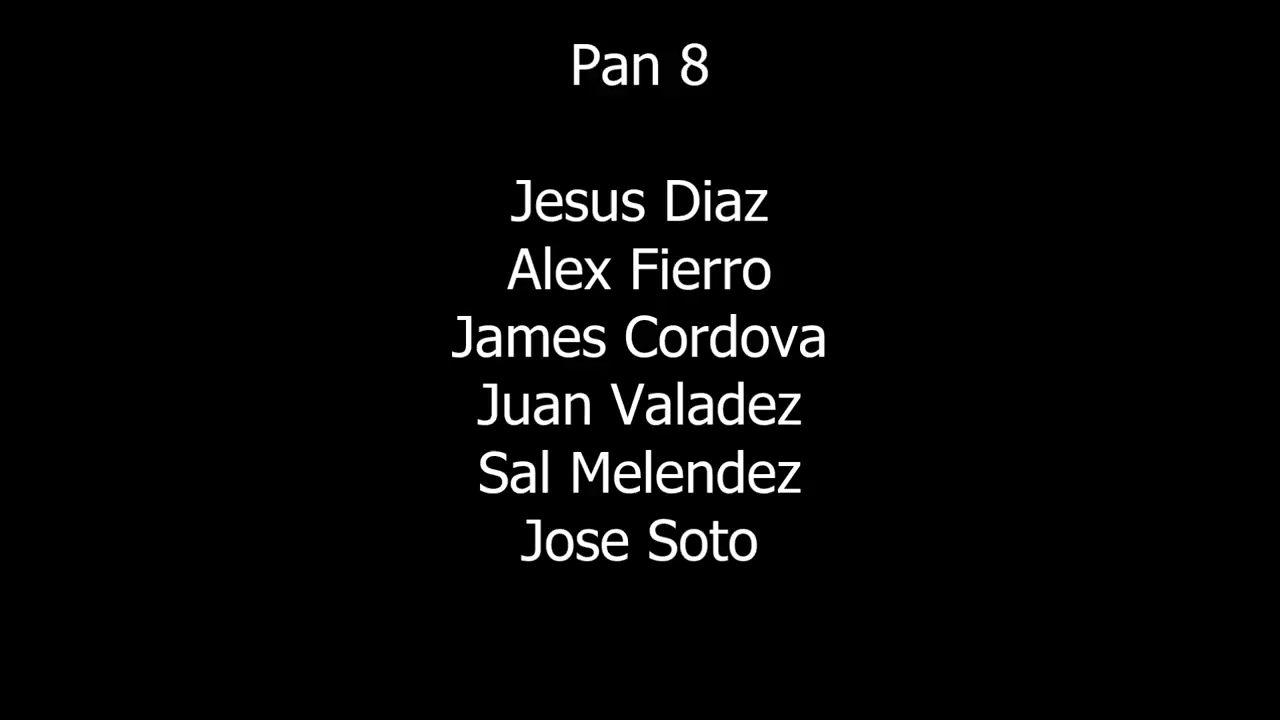 Pan 8
Jesus Diaz
Alex Fierro
James Cordova
Juan Valadez
Sal Melendez
Jose Soto